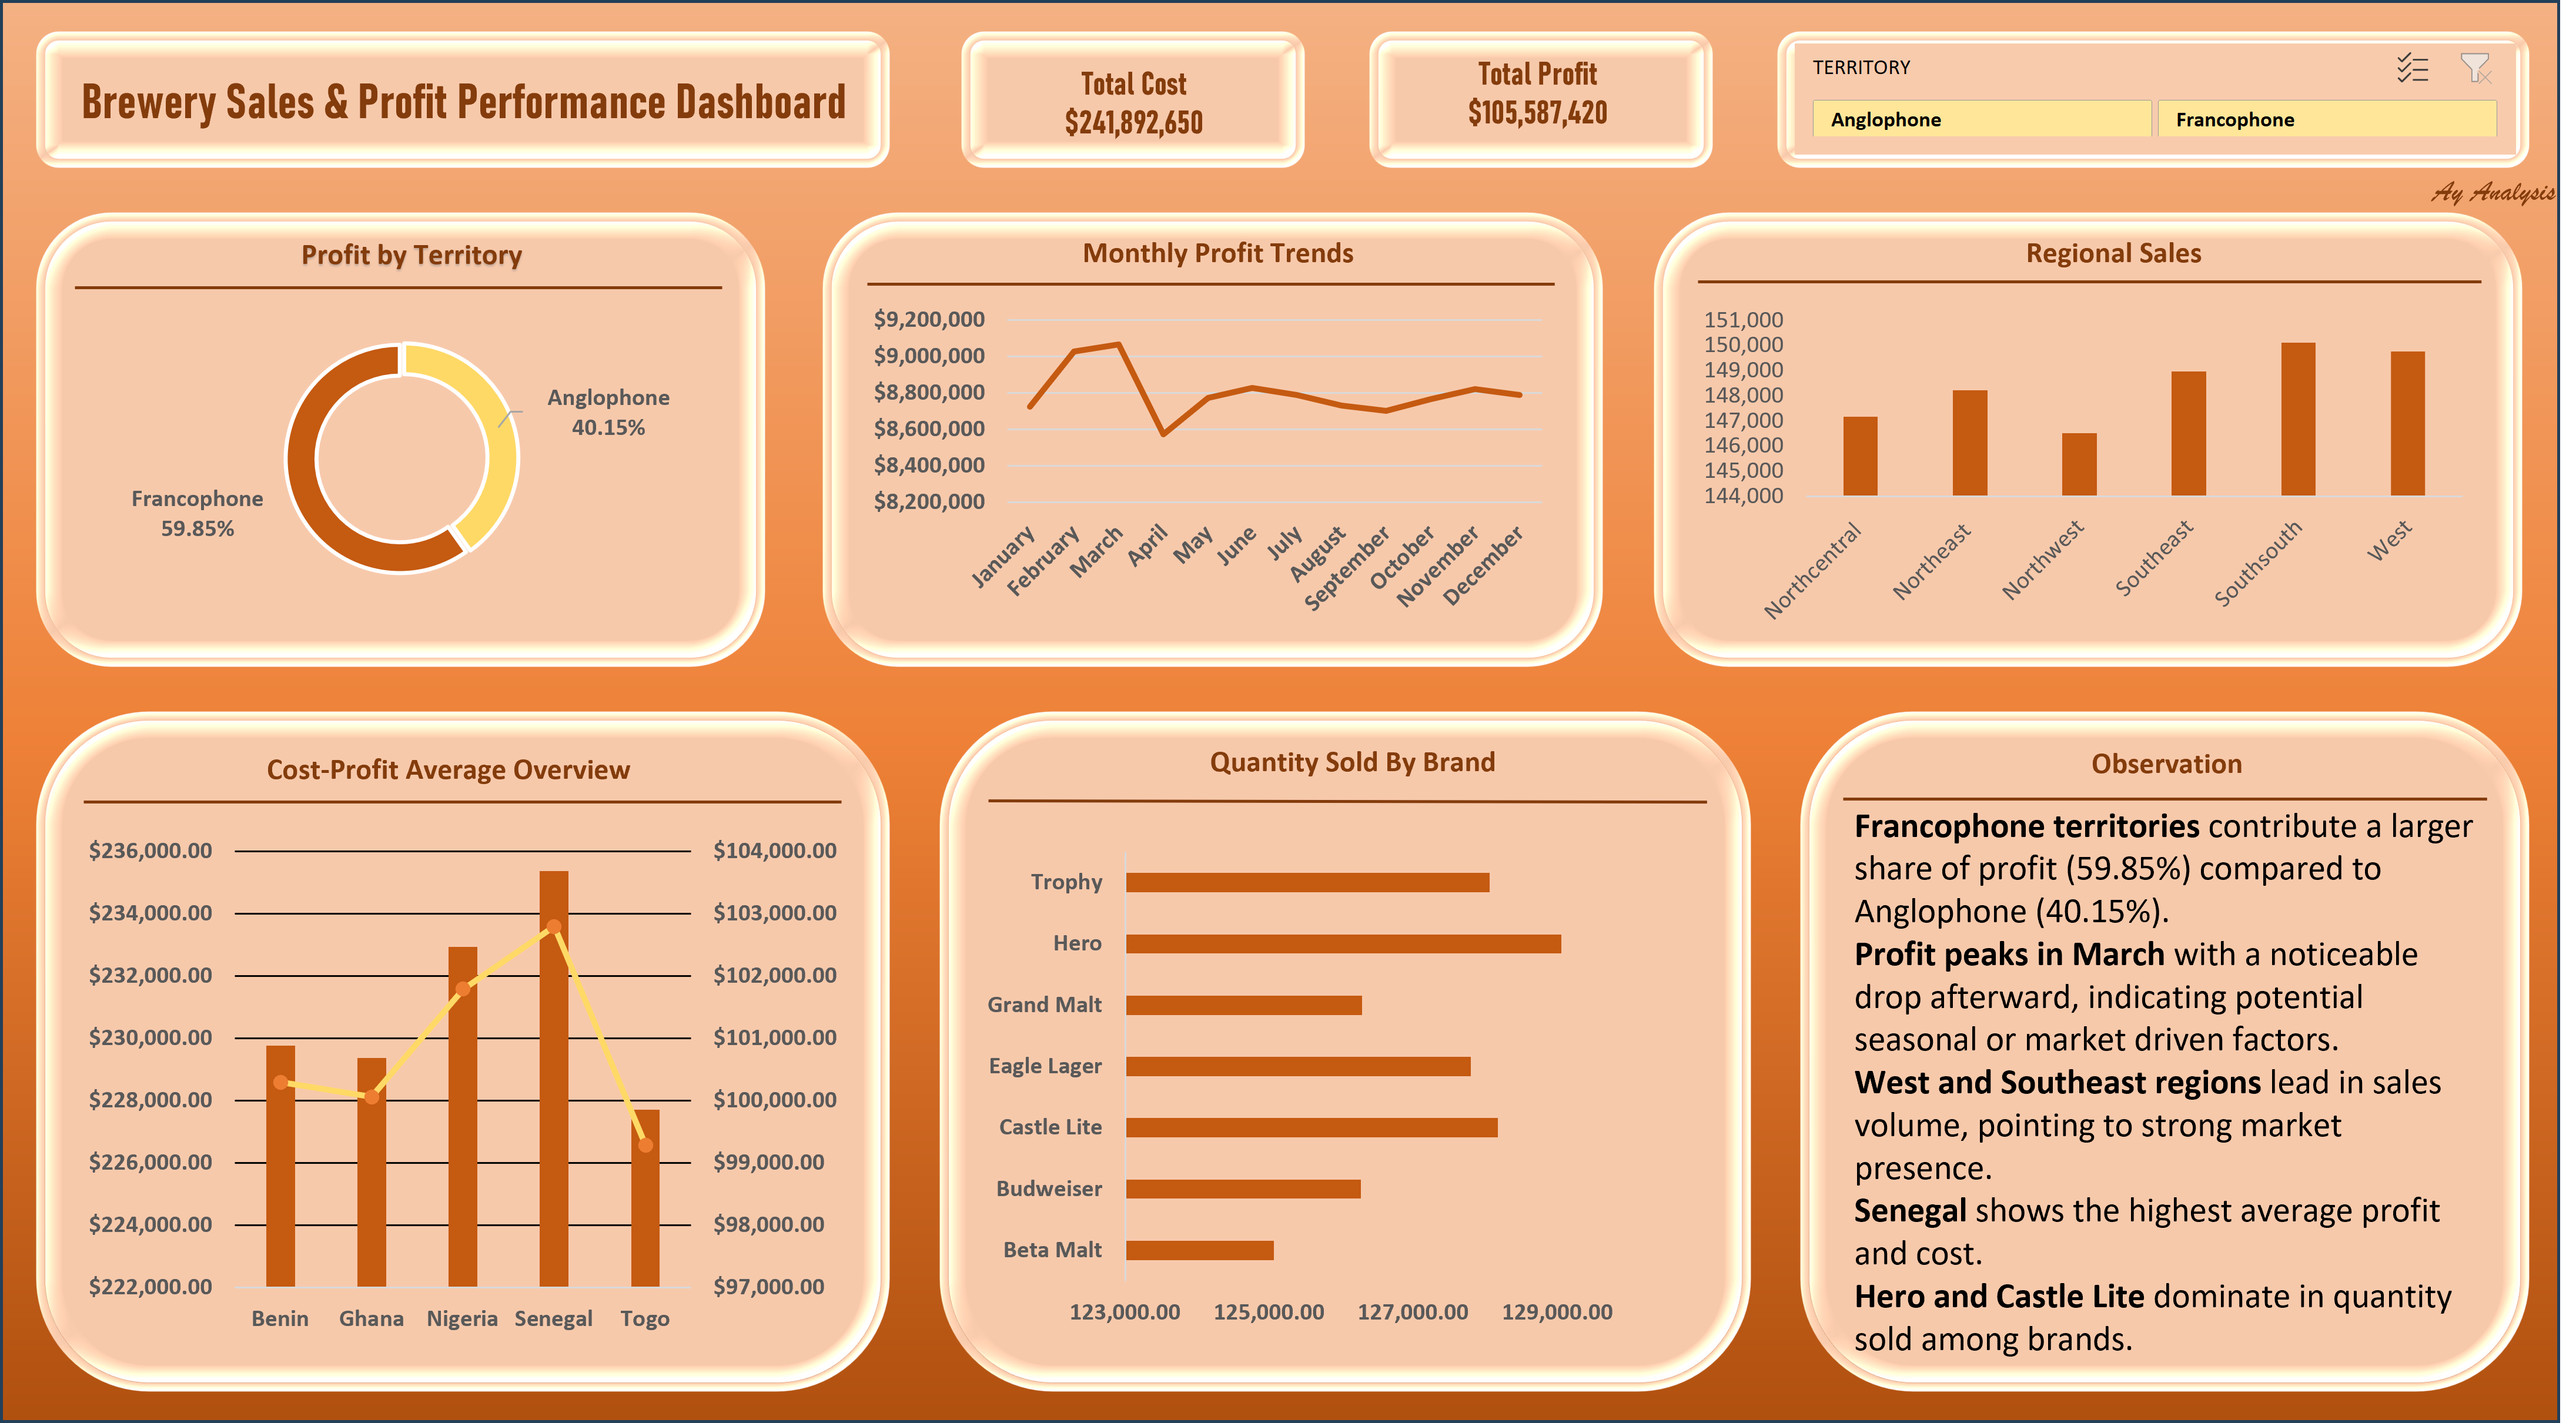 Brewery Sales & Profit Performance Dashboard
Total Cost
$241,892,650
Total Profit
$105,587,420
TERRITORY
Anglophone
Francophone
Ay Analysis
Profit by Territory
Anglophone
40.15%
Francophone
59.85%
Monthly Profit Trends
$9,200,000
$9,000,000
$8,800,000
$8,600,000
$8,400,000
$8,200,000
January
February
March
April
May
June
July
August
September
October
November
December
Regional Sales
151,000
150,000
149,000
148,000
147,000
146,000
145,000
144,000
Northcentral
Northeast
Northwest
Southeast
Southsouth
West
Cost-Profit Average Overview
$236,000.00
$234,000.00
$232,000.00
$230,000.00
$228,000.00
$226,000.00
$224,000.00
$222,000.00
$104,000.00
$103,000.00
$102,000.00
$101,000.00
$100,000.00
$99,000.00
$98,000.00
$97,000.00
Benin
Ghana
Nigeria
Senegal
Togo
Quantity Sold By Brand
Trophy
Hero
Grand Malt
Eagle Lager
Castle Lite
Budweiser
Beta Malt
123,000.00
125,000.00
127,000.00
129,000.00
Observation
Francophone territories contribute a larger
share of profit (59.85%) compared to
Anglophone (40.15%).
Profit peaks in March with a noticeable
drop afterward, indicating potential
seasonal or market driven factors.
West and Southeast regions lead in sales
volume, pointing to strong market
presence.
Senegal shows the highest average profit
and cost.
Hero and Castle Lite dominate in quantity
sold among brands.